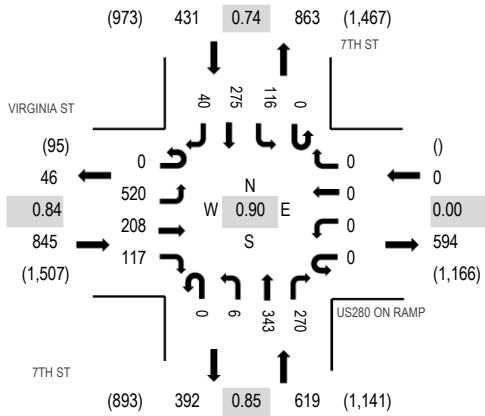 (973) 431 0.74 863 (1,467)
7TH ST
40 275 116 0
VIRGINIA ST
(95) ()
0 0
46 0
520 0
N
0.84 W 0.90 E 0.00
208 0
S
845 594
117 0
(1,507) (1,166)
0 6 343 270
US280 ON RAMP
7TH ST
(893) 392 0.85 619 (1,141)